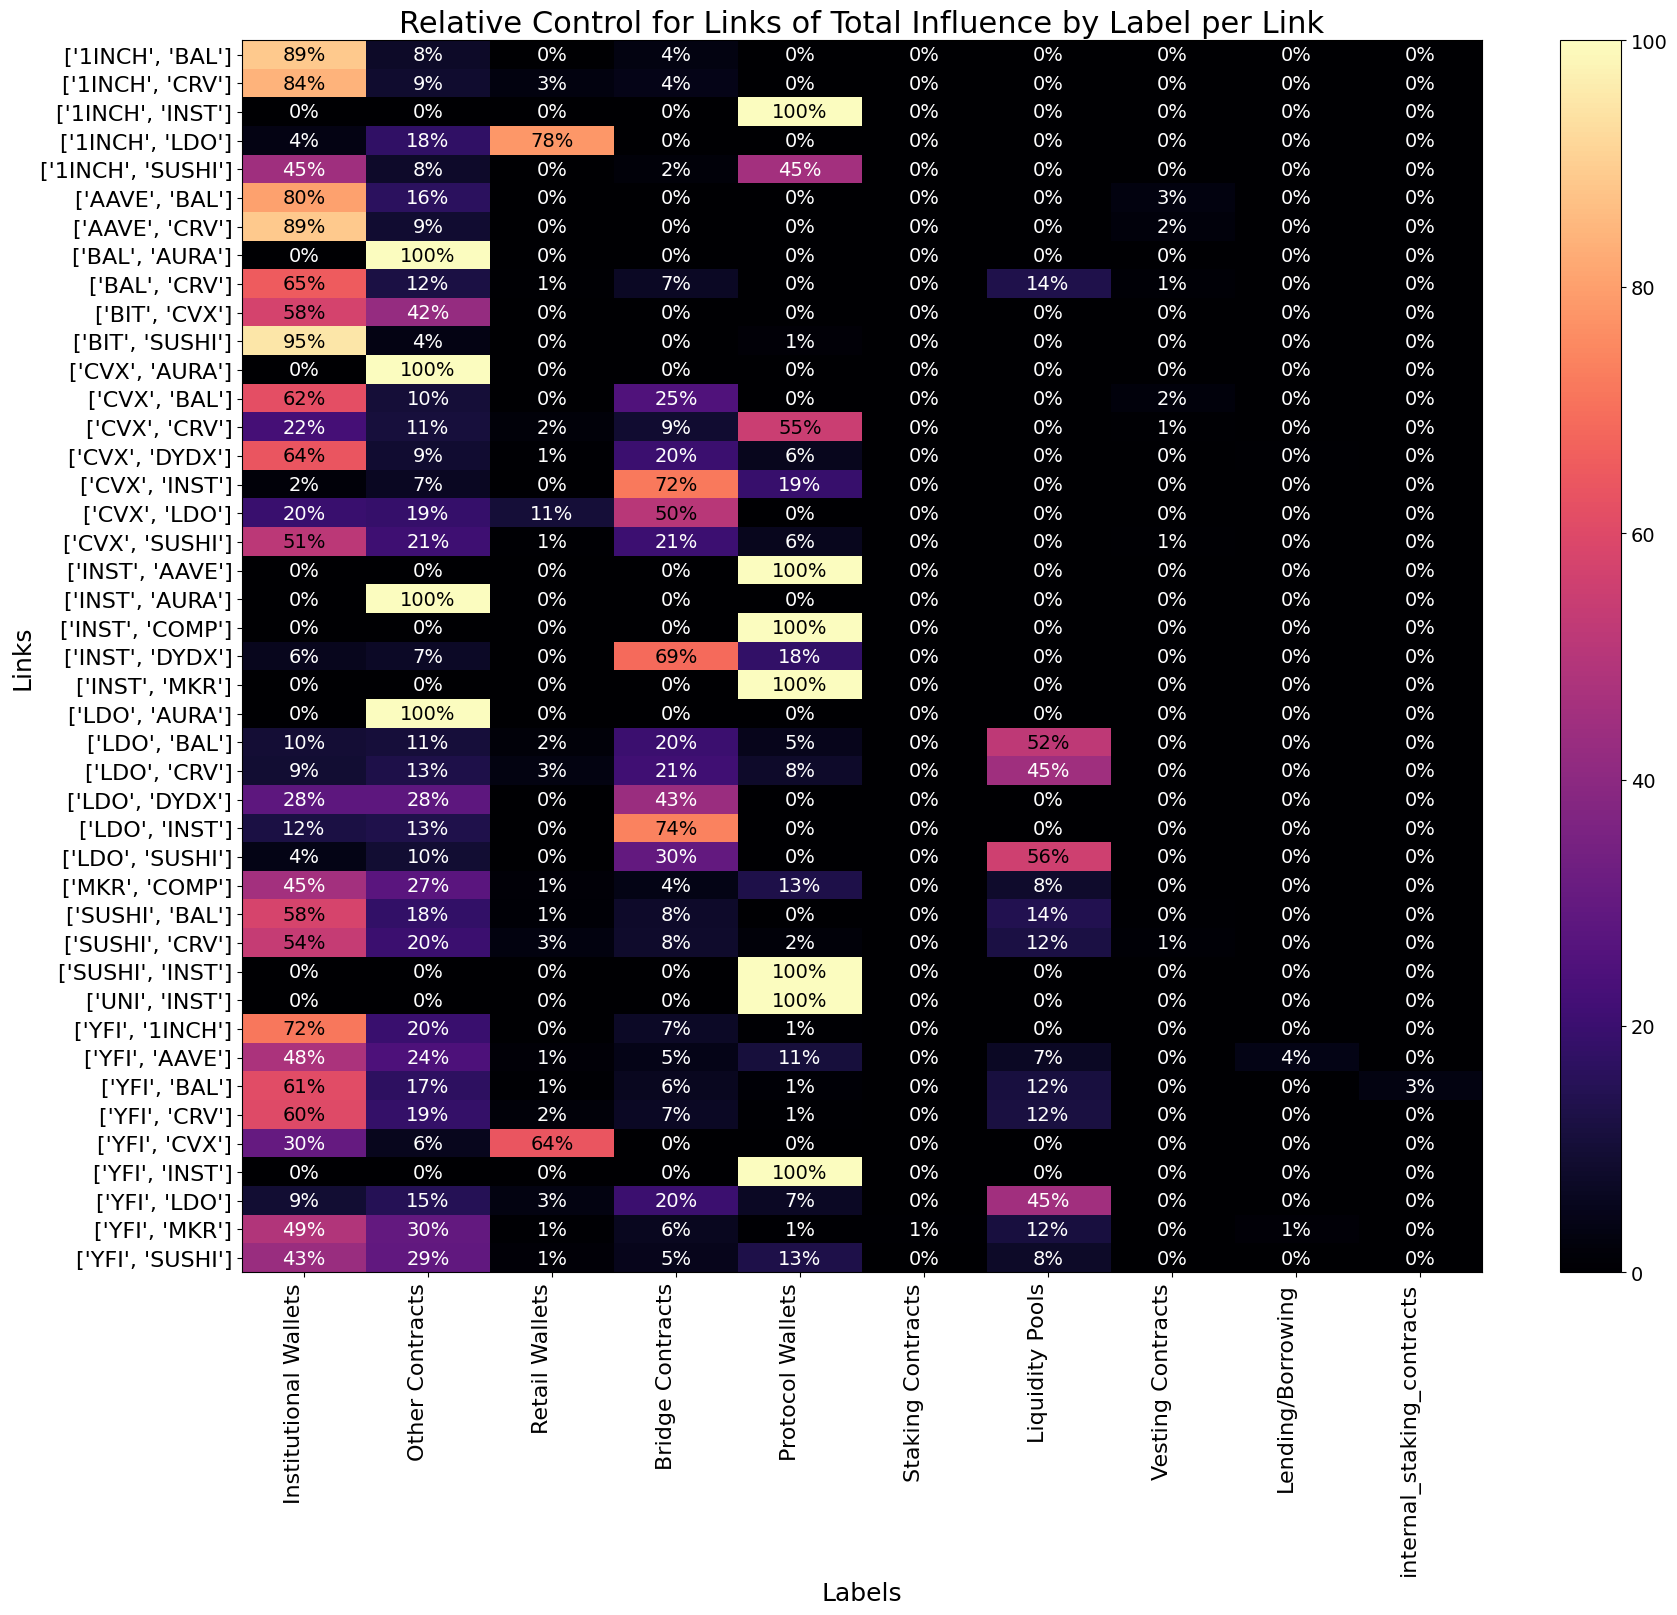 Relative Control for Links of Total Influence by Label per Link
['1INCH', 'BAL'] 89% 8% 0% 4% 0% 0% 0% 0% 0% 0%
['1INCH', 'CRV'] 84% 9% 3% 4% 0% 0% 0% 0% 0% 0%
['1INCH', 'INST'] 0% 0% 0% 0% 100% 0% 0% 0% 0% 0%
['1INCH', 'LDO'] 4% 18% 78% 0% 0% 0% 0% 0% 0% 0%
['1INCH', 'SUSHI'] 45% 8% 0% 2% 45% 0% 0% 0% 0% 0%
['AAVE', 'BAL'] 80% 16% 0% 0% 0% 0% 0% 3% 0% 0%
['AAVE', 'CRV'] 89% 9% 0% 0% 0% 0% 0% 2% 0% 0%
['BAL', 'AURA'] 0% 100% 0% 0% 0% 0% 0% 0% 0% 0%
['BAL', 'CRV'] 65% 12% 1% 7% 0% 0% 14% 1% 0% 0%
['BIT', 'CVX'] 58% 42% 0% 0% 0% 0% 0% 0% 0% 0%
['BIT', 'SUSHI'] 95% 4% 0% 0% 1% 0% 0% 0% 0% 0%
['CVX', 'AURA'] 0% 100% 0% 0% 0% 0% 0% 0% 0% 0%
['CVX', 'BAL'] 62% 10% 0% 25% 0% 0% 0% 2% 0% 0%
['CVX', 'CRV'] 22% 11% 2% 9% 55% 0% 0% 1% 0% 0%
['CVX', 'DYDX'] 64% 9% 1% 20% 6% 0% 0% 0% 0% 0%
['CVX', 'INST'] 2% 7% 0% 72% 19% 0% 0% 0% 0% 0%
['CVX', 'LDO'] 20% 19% 11% 50% 0% 0% 0% 0% 0% 0%
['CVX', 'SUSHI'] 51% 21% 1% 21% 6% 0% 0% 1% 0% 0%
['INST', 'AAVE'] 0% 0% 0% 0% 100% 0% 0% 0% 0% 0%
['INST', 'AURA'] 0% 100% 0% 0% 0% 0% 0% 0% 0% 0%
['INST', 'COMP'] 0% 0% 0% 0% 100% 0% 0% 0% 0% 0%
['INST', 'DYDX'] 6% 7% 0% 69% 18% 0% 0% 0% 0% 0%
['INST', 'MKR'] 0% 0% 0% 0% 100% 0% 0% 0% 0% 0%
['LDO', 'AURA'] 0% 100% 0% 0% 0% 0% 0% 0% 0% 0%
['LDO', 'BAL'] 10% 11% 2% 20% 5% 0% 52% 0% 0% 0%
['LDO', 'CRV'] 9% 13% 3% 21% 8% 0% 45% 0% 0% 0%
['LDO', 'DYDX'] 28% 28% 0% 43% 0% 0% 0% 0% 0% 0%
['LDO', 'INST'] 12% 13% 0% 74% 0% 0% 0% 0% 0% 0%
['LDO', 'SUSHI'] 4% 10% 0% 30% 0% 0% 56% 0% 0% 0%
['MKR', 'COMP'] 45% 27% 1% 4% 13% 0% 8% 0% 0% 0%
['SUSHI', 'BAL'] 58% 18% 1% 8% 0% 0% 14% 0% 0% 0%
['SUSHI', 'CRV'] 54% 20% 3% 8% 2% 0% 12% 1% 0% 0%
['SUSHI', 'INST'] 0% 0% 0% 0% 100% 0% 0% 0% 0% 0%
['UNI', 'INST'] 0% 0% 0% 0% 100% 0% 0% 0% 0% 0%
['YFI', '1INCH'] 72% 20% 0% 7% 1% 0% 0% 0% 0% 0%
['YFI', 'AAVE'] 48% 24% 1% 5% 11% 0% 7% 0% 4% 0%
['YFI', 'BAL'] 61% 17% 1% 6% 1% 0% 12% 0% 0% 3%
['YFI', 'CRV'] 60% 19% 2% 7% 1% 0% 12% 0% 0% 0%
['YFI', 'CVX'] 30% 6% 64% 0% 0% 0% 0% 0% 0% 0%
['YFI', 'INST'] 0% 0% 0% 0% 100% 0% 0% 0% 0% 0%
['YFI', 'LDO'] 9% 15% 3% 20% 7% 0% 45% 0% 0% 0%
['YFI', 'MKR'] 49% 30% 1% 6% 1% 1% 12% 0% 1% 0%
['YFI', 'SUSHI'] 43% 29% 1% 5% 13% 0% 8% 0% 0% 0%
Links
Institutional Wallets
Other Contracts
Retail Wallets
Bridge Contracts
Protocol Wallets
Staking Contracts
Liquidity Pools
Vesting Contracts
Lending/Borrowing
internal_staking_contracts
Labels
100
80
60
40
20
0